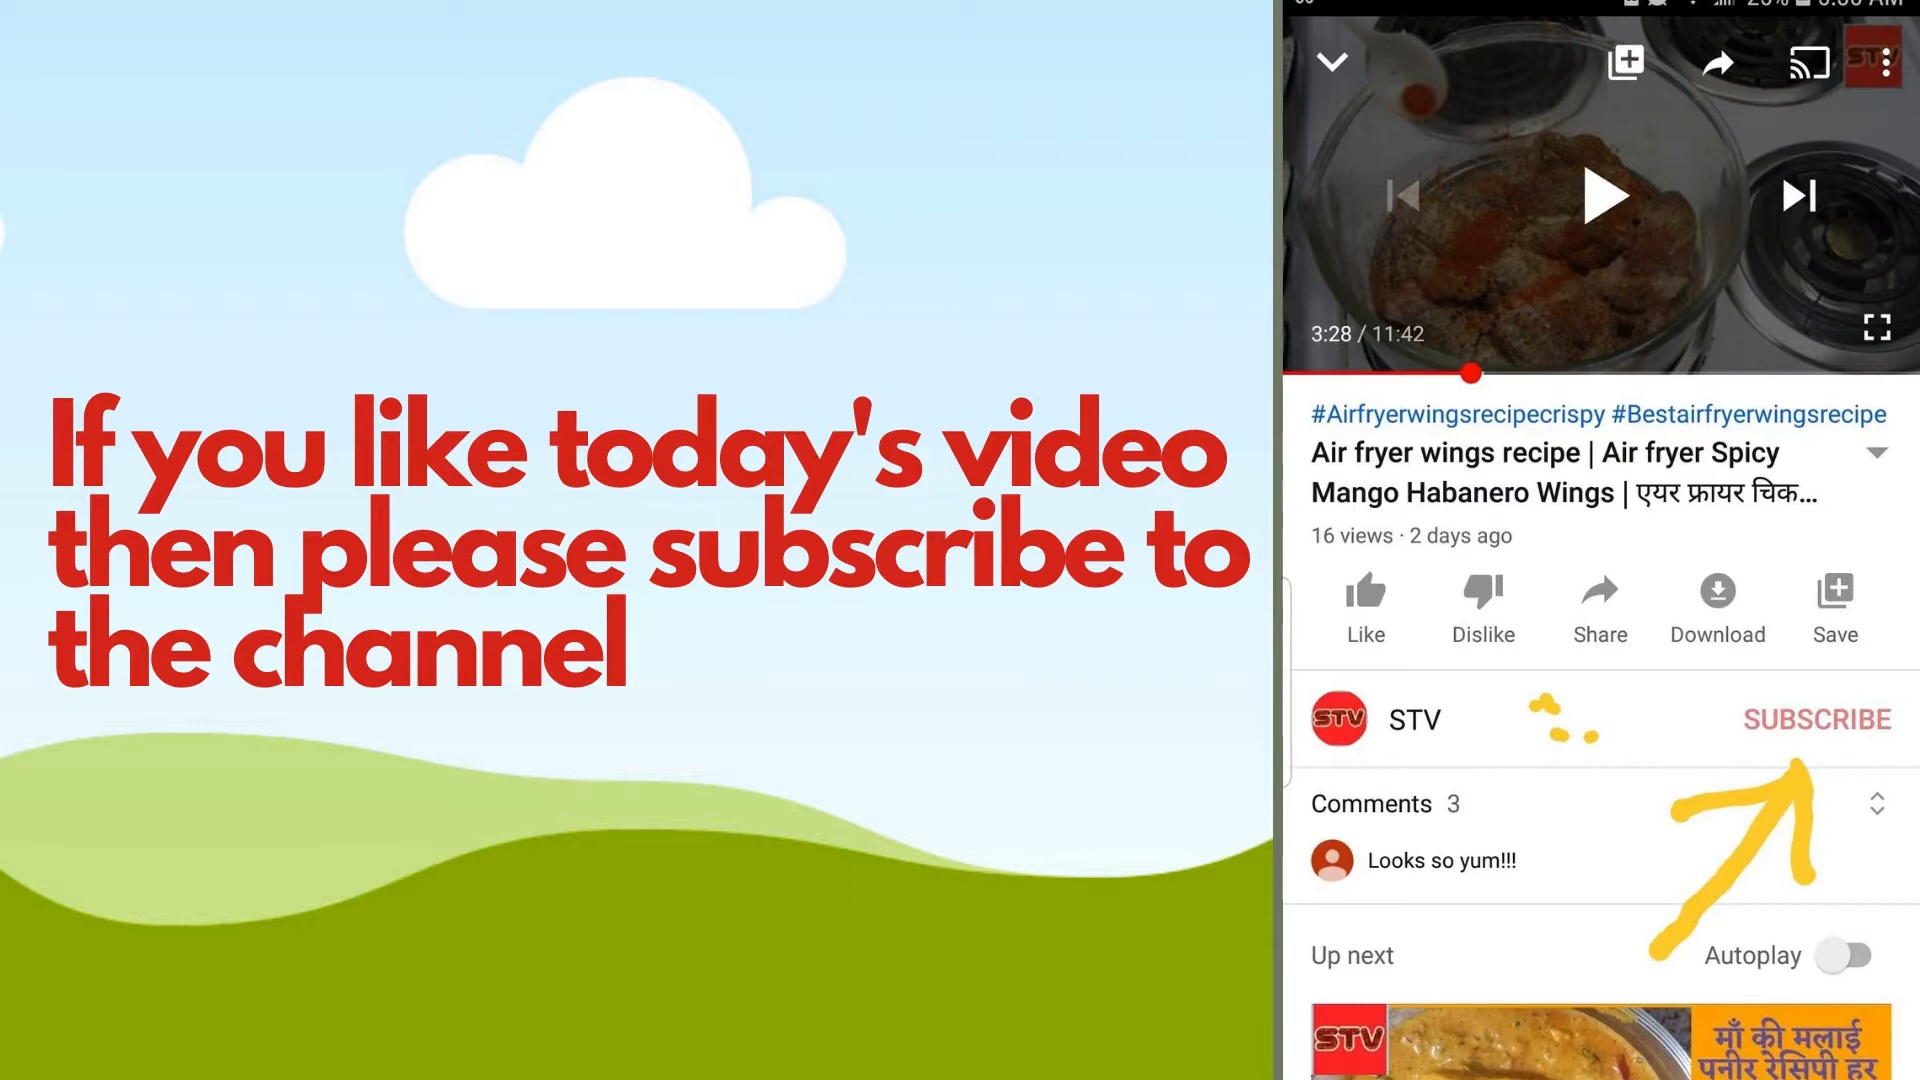 If you like today's video
then please subscribe to
the channel
STV
3:28 / 11:42
#Airfryerwingsrecipecrispy #Bestairfryerwingsrecipe
Air fryer wings recipe | Air fryer Spicy
Mango Habanero Wings | एयर फ्रायर चिक...
16 views · 2 days ago
Like Dislike Share Download Save
STV STV SUBSCRIBE
Comments 3
Looks so yum!!!
Up next Autoplay
STV
माँ की मलाई
पनीर रेसिपी हर